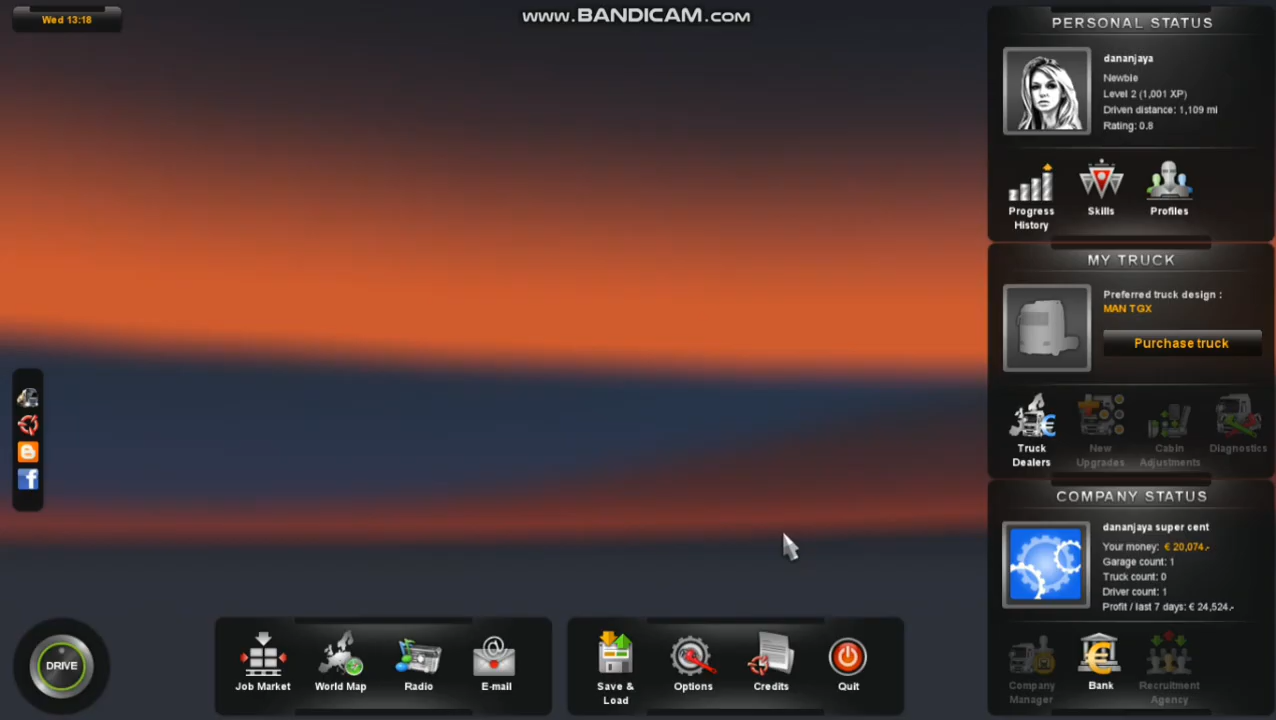 Wed 13:18
www.BANDICAM.com
PERSONAL STATUS
dananjaya
Newbie
Level 2 (1,001 XP)
Driven distance: 1,109 mi
Rating: 0.8
Progress History
Skills
Profiles
MY TRUCK
Preferred truck design :
MAN TGX
Purchase truck
Truck Dealers
New Upgrades
Cabin Adjustments
Diagnostics
COMPANY STATUS
dananjaya super cent
Your money: € 20,074.-
Garage count: 1
Truck count: 0
Driver count: 1
Profit / last 7 days: € 24,524.-
Company Manager
Bank
Recruitment Agency
DRIVE
Job Market
World Map
Radio
E-mail
Save & Load
Options
Credits
Quit